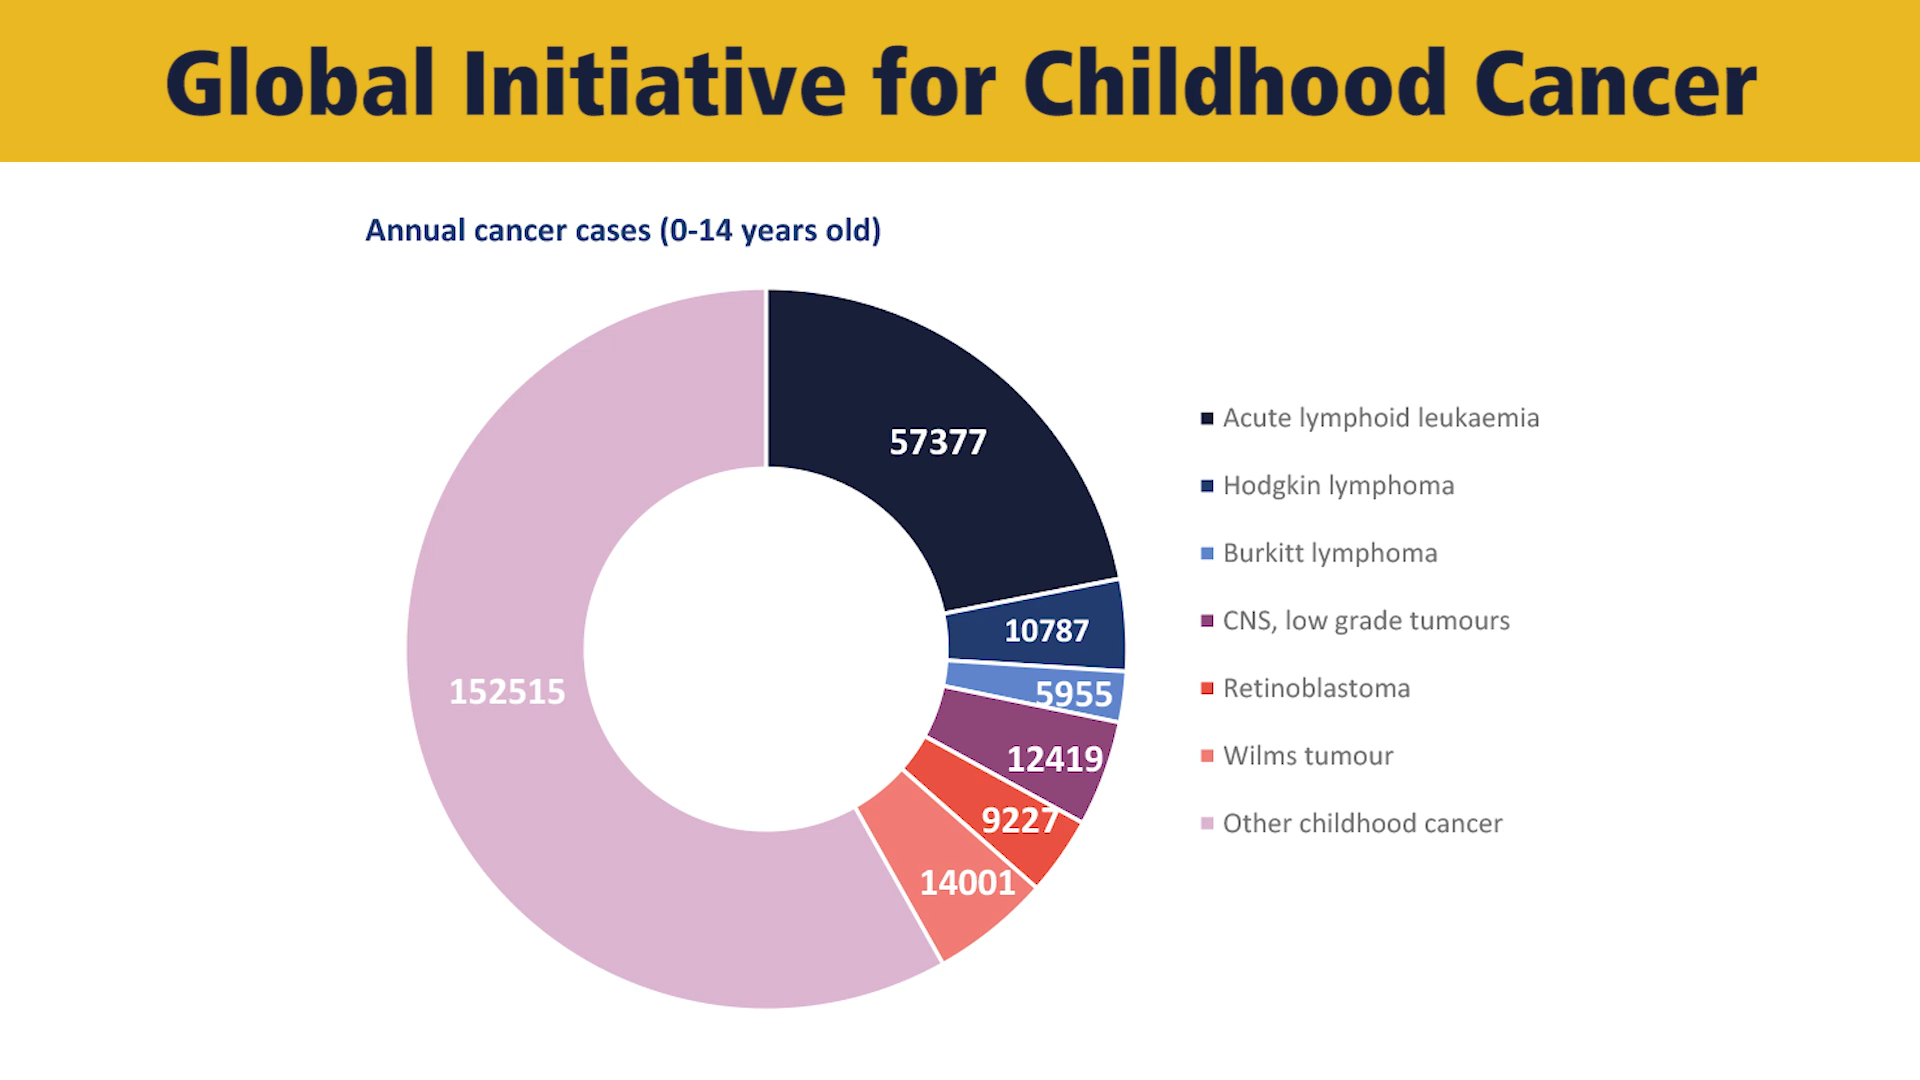 Global Initiative for Childhood Cancer
Annual cancer cases (0-14 years old)
57377
10787
5955
12419
9227
14001
152515
Acute lymphoid leukaemia
Hodgkin lymphoma
Burkitt lymphoma
CNS, low grade tumours
Retinoblastoma
Wilms tumour
Other childhood cancer